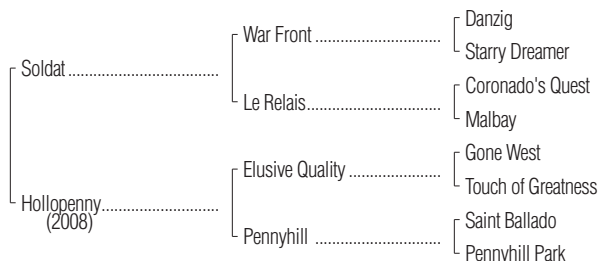 Danzig
War Front
Starry Dreamer
Soldat
Coronado's Quest
Le Relais
Malbay
Gone West
Elusive Quality
Touch of Greatness
Hollopenny
(2008)
Saint Ballado
Pennyhill
Pennyhill Park